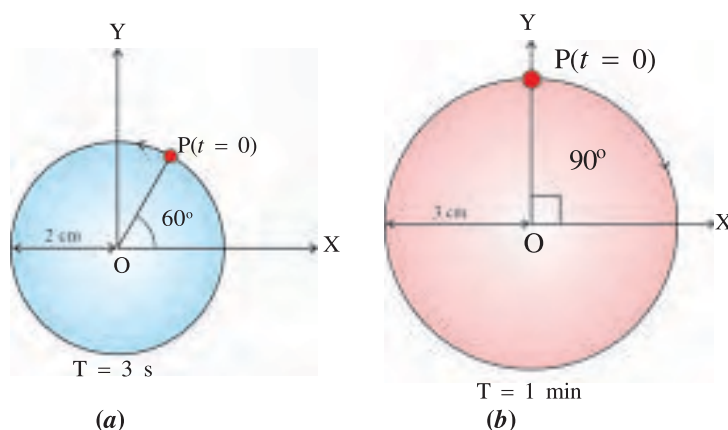 Y
P(t = 0)
60°
2 cm
X
O
T = 3 s
(a)
Y
P(t = 0)
90°
3 cm
X
O
T = 1 min
(b)